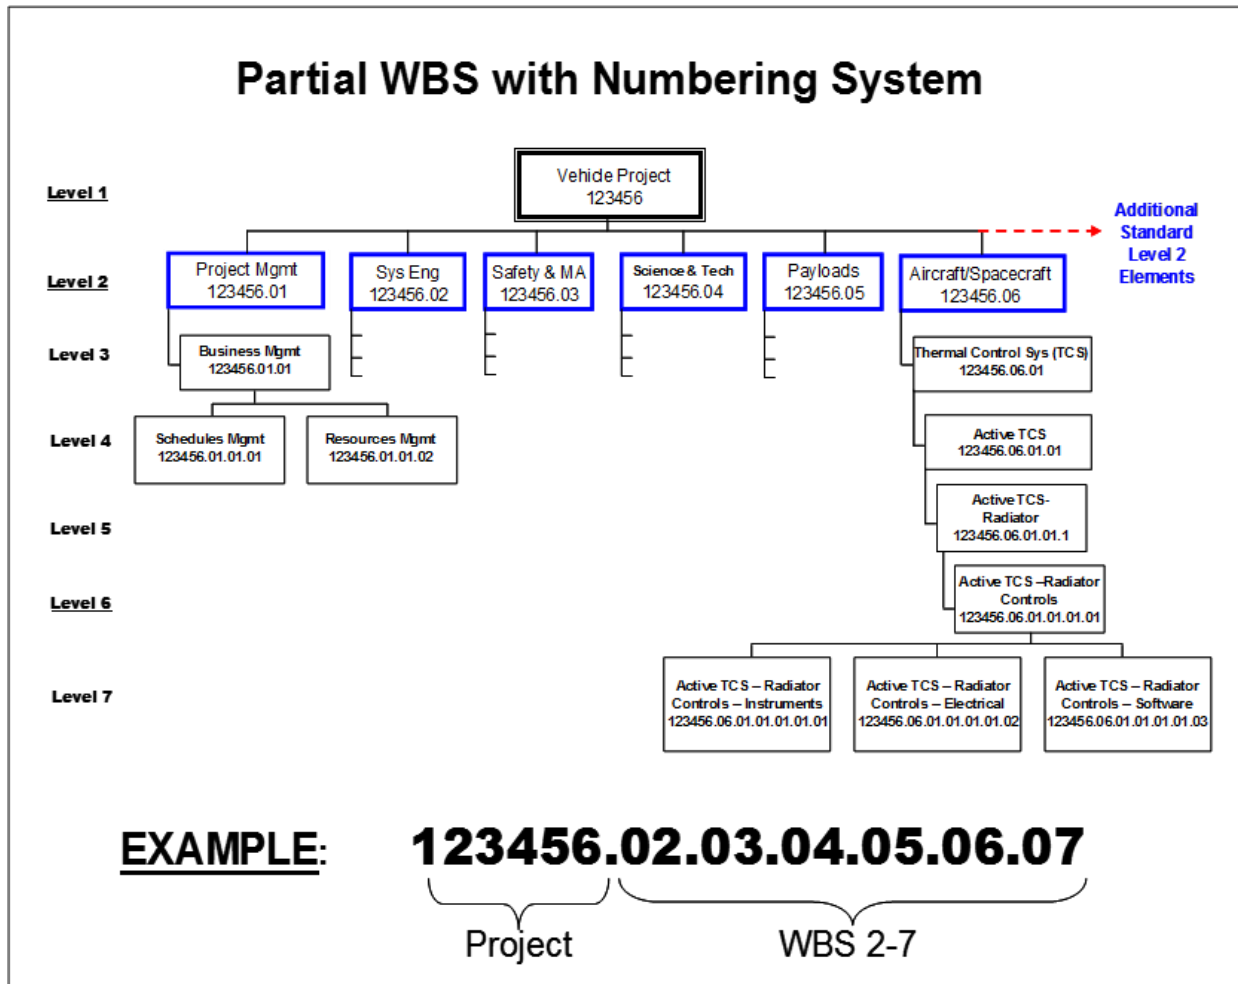 Partial WBS with Numbering System
Level 1
Vehicle Project
123456
Additional
Standard
Level 2
Elements
Level 2
Project Mgmt
123456.01
Sys Eng
123456.02
Safety & MA
123456.03
Science & Tech
123456.04
Payloads
123456.05
Aircraft/Spacecraft
123456.06
Level 3
Business Mgmt
123456.01.01
Thermal Control Sys (TCS)
123456.06.01
Level 4
Schedules Mgmt
123456.01.01.01
Resources Mgmt
123456.01.01.02
Active TCS
123456.06.01.01
Level 5
Active TCS-
Radiator
123456.06.01.01.1
Level 6
Active TCS –Radiator
Controls
123456.06.01.01.01.01
Level 7
Active TCS – Radiator
Controls – Instruments
123456.06.01.01.01.01.01
Active TCS – Radiator
Controls – Electrical
123456.06.01.01.01.01.02
Active TCS – Radiator
Controls – Software
123456.06.01.01.01.01.03
EXAMPLE: 123456.02.03.04.05.06.07
Project WBS 2-7